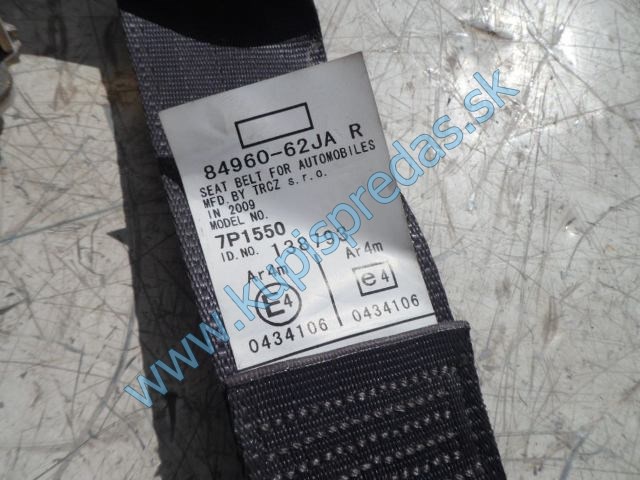 84960-62JA R
SEAT BELT FOR AUTOMOBILES
MFD. BY TRCZ s.r.o.
IN 2009
MODEL NO.
7P1550
ID.NO. 138793
Ar4m
E4
0434106
Ar4m
e4
0434106
www.kupispredas.sk